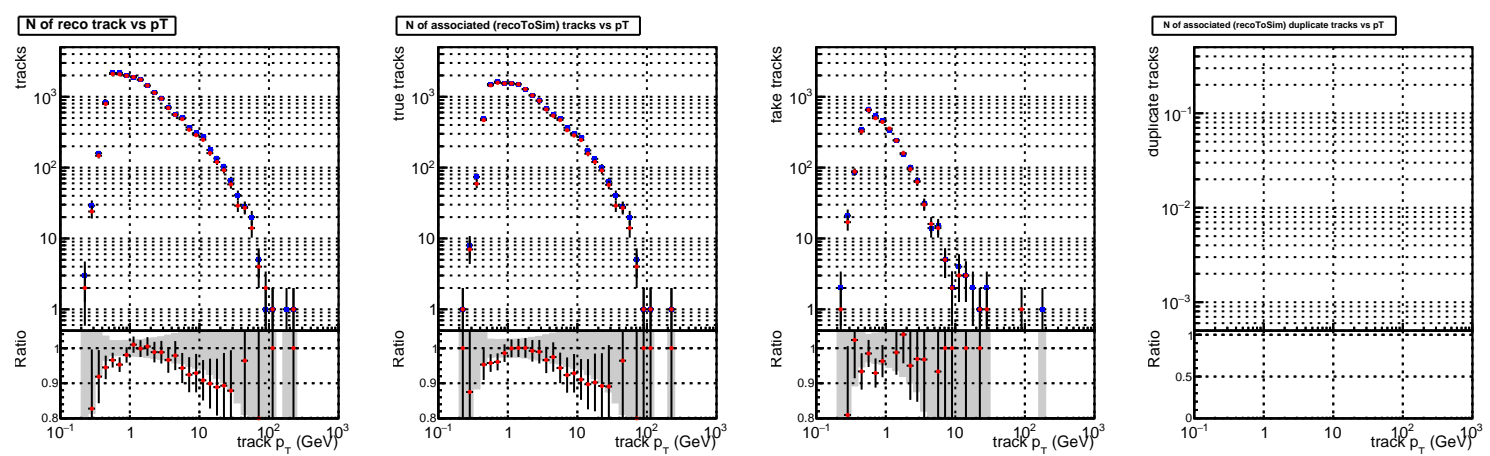 N of reco track vs pT
N of associated (recoToSim) tracks vs pT
N of associated (recoToSim) duplicate tracks vs pT
tracks
10³
10²
10
1
Ratio
1
0.9
0.8
10⁻¹ 1 10 10² 10³
track p_T (GeV)
true tracks
10³
10²
10
1
Ratio
1
0.9
0.8
10⁻¹ 1 10 10² 10³
track p_T (GeV)
fake tracks
10³
10²
10
1
Ratio
1
0.9
0.8
10⁻¹ 1 10 10² 10³
track p_T (GeV)
duplicate tracks
10⁻¹
10⁻²
10⁻³
Ratio
1
0.5
0
10⁻¹ 1 10 10² 10³
track p_T (GeV)